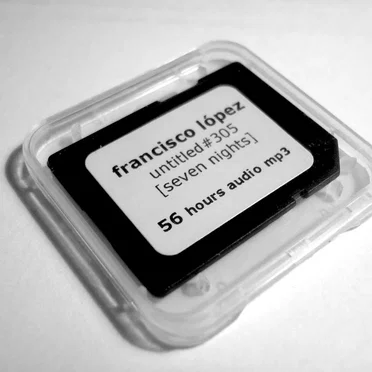 francisco lópez
untitled#305
[seven nights]
56 hours audio mp3